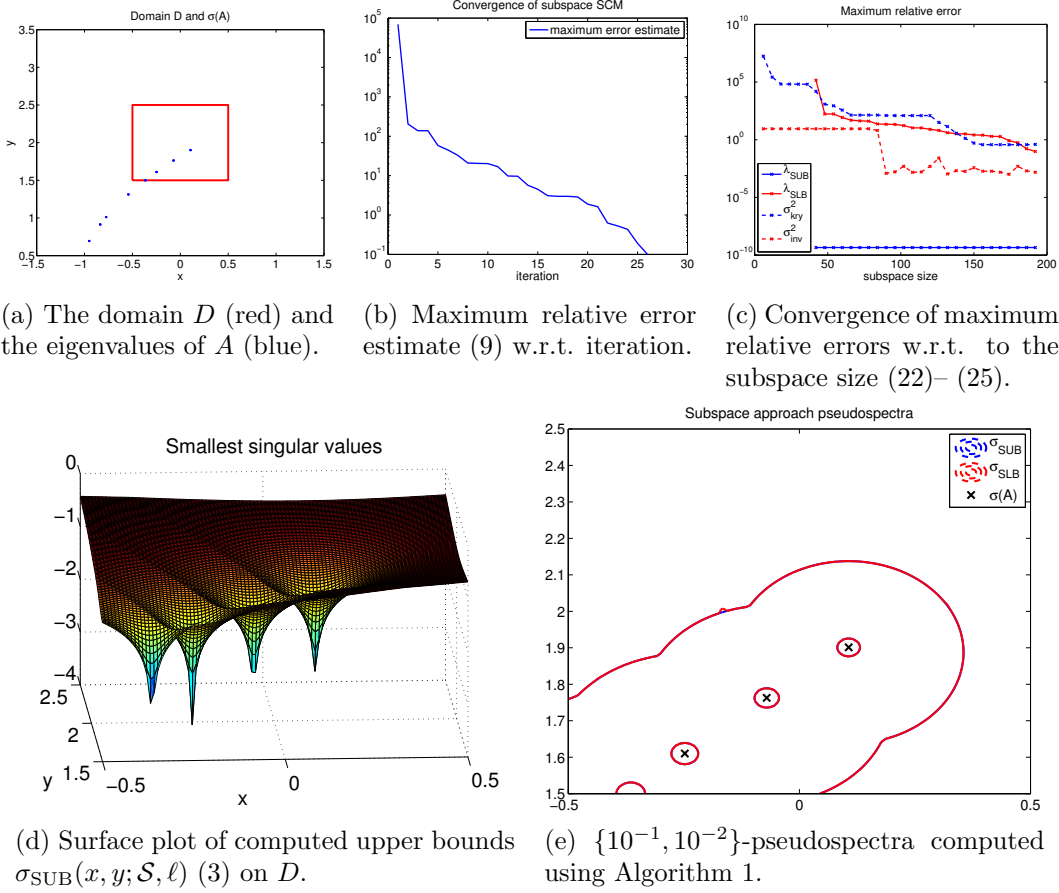 Domain D and σ(A)
3.5
3
2.5
2
1.5
1
0.5
−1.5 −1 −0.5 0 0.5 1 1.5
x
y
Convergence of subspace SCM
maximum error estimate
10^5
10^4
10^3
10^2
10^1
10^0
10^−1
0 5 10 15 20 25 30
iteration
Maximum relative error
10^10
10^5
10^0
10^−5
10^−10
λ_SUB
λ_SLB
σ^2_kry
σ^2_inv
0 50 100 150 200
subspace size
(a) The domain D (red) and
the eigenvalues of A (blue).
(b) Maximum relative error
estimate (9) w.r.t. iteration.
(c) Convergence of maximum
relative errors w.r.t. to the
subspace size (22)– (25).
Smallest singular values
0
−1
−2
−3
−4
2.5
2
1.5
y
−0.5 0 0.5
x
Subspace approach pseudospectra
2.5
2.4
2.3
2.2
2.1
2
1.9
1.8
1.7
1.6
1.5
−0.5 0 0.5
σ_SUB
σ_SLB
σ(A)
(d) Surface plot of computed upper bounds
σ_SUB(x, y; S, ℓ) (3) on D.
(e) {10^−1, 10^−2}-pseudospectra computed
using Algorithm 1.